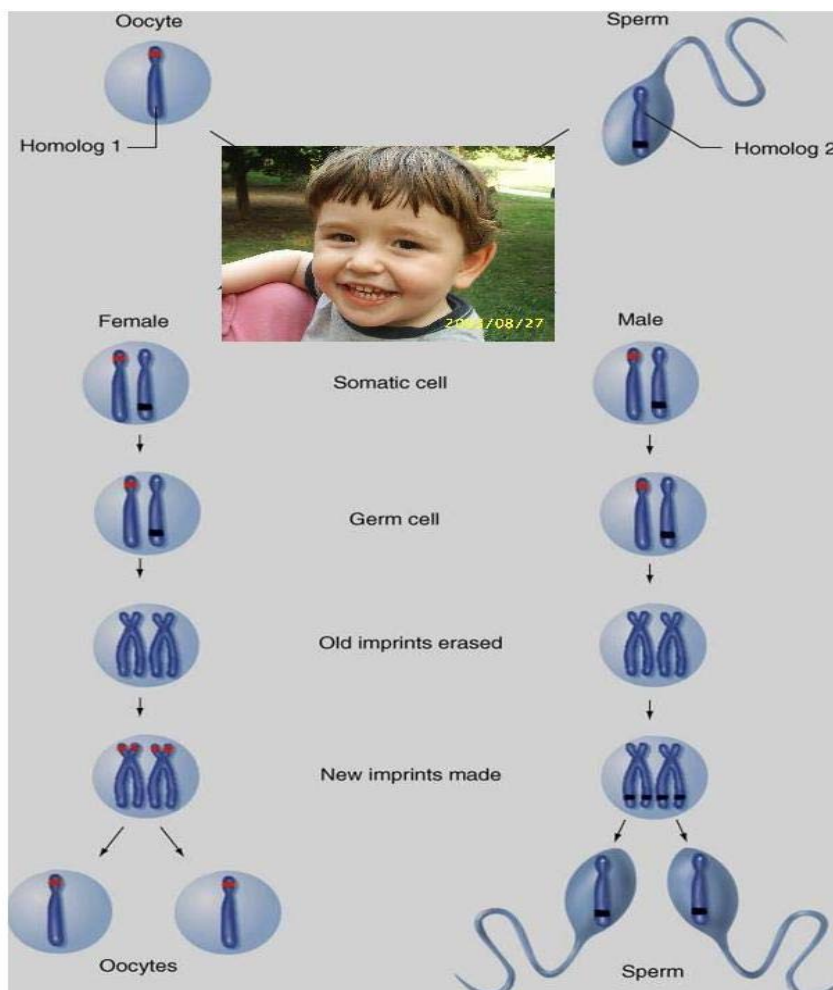 Oocyte
Sperm
Homolog 1
Homolog 2
Female
Male
Somatic cell
Germ cell
Old imprints erased
New imprints made
Oocytes
Sperm